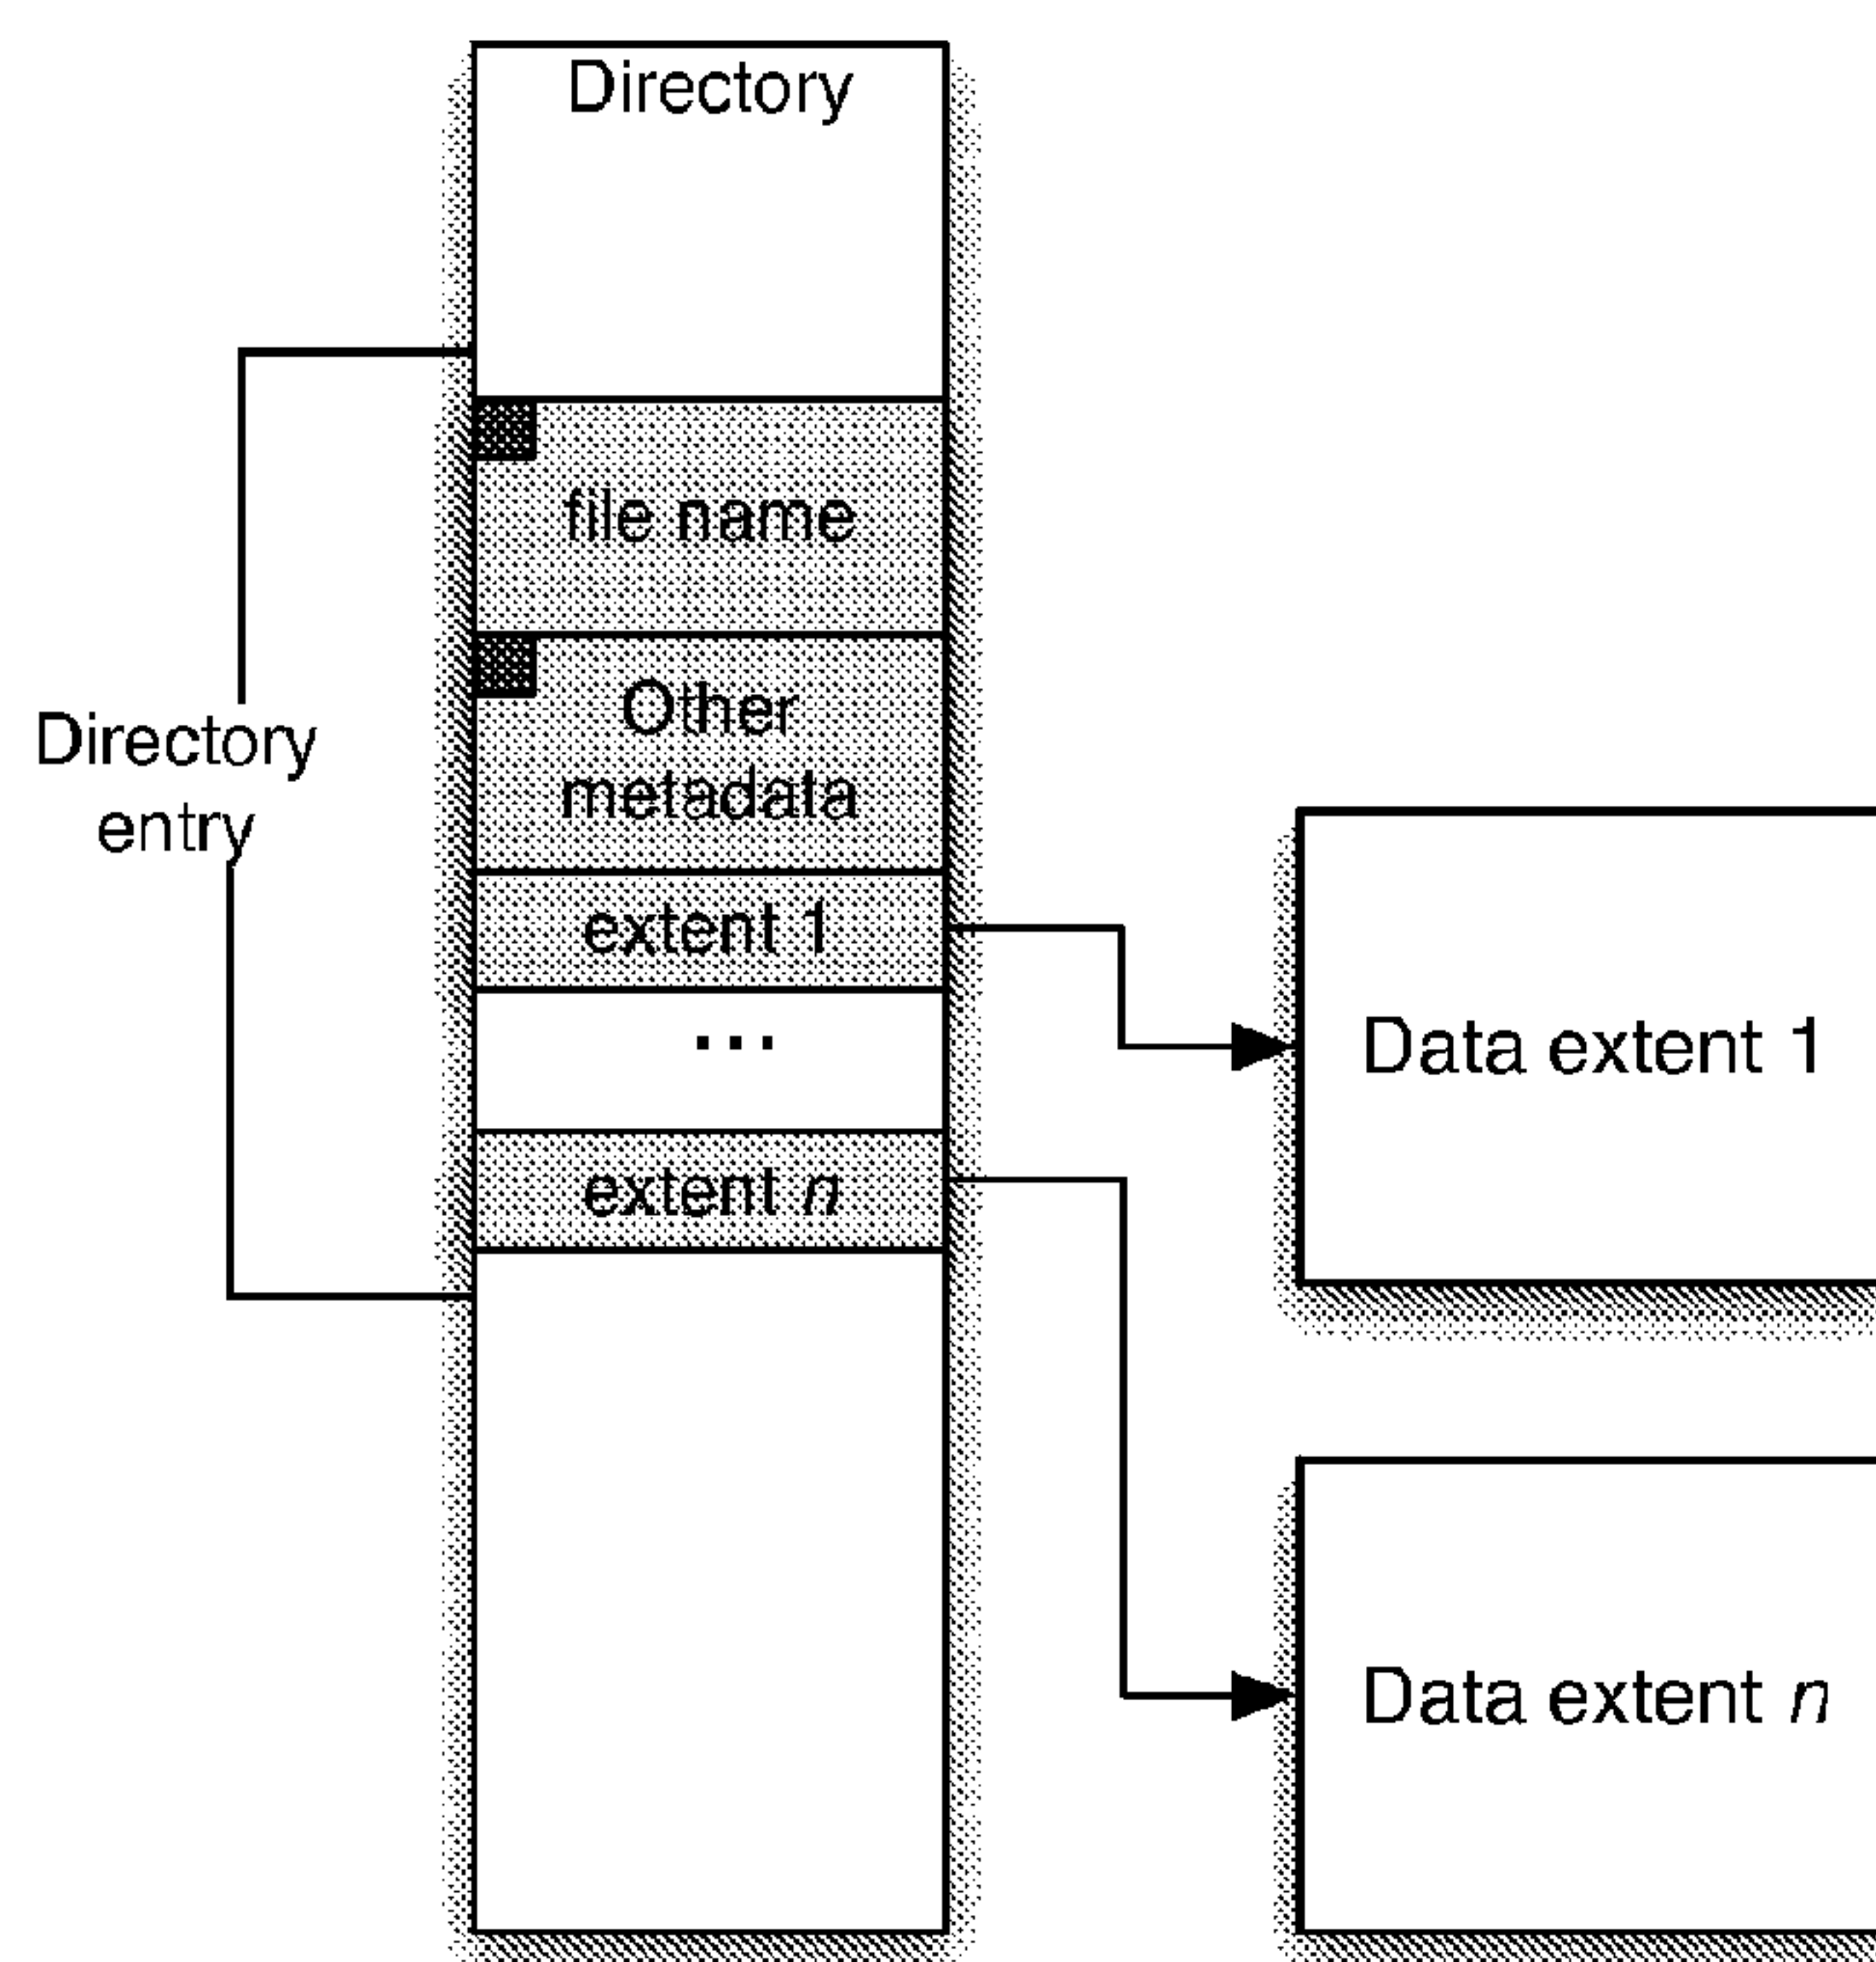 Directory
file name
Directory
entry
Other
metadata
extent 1
...
extent n
Data extent 1
Data extent n